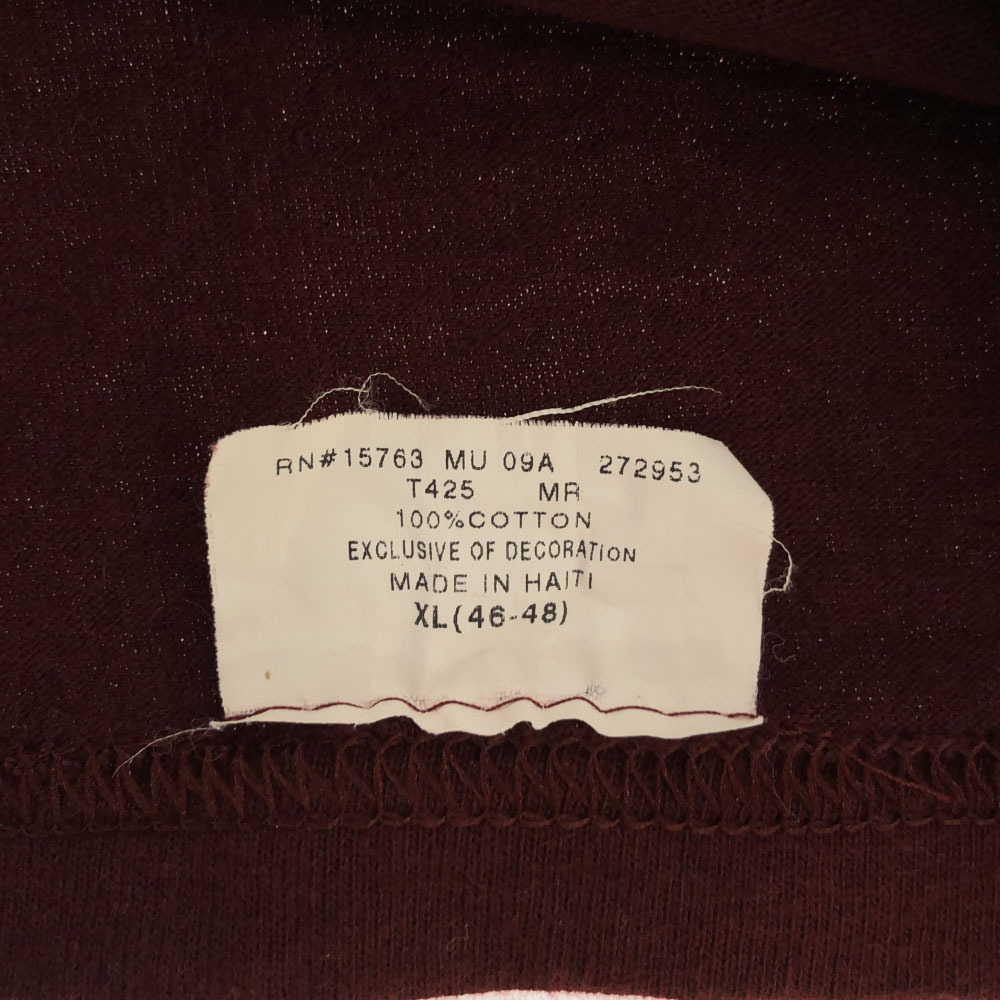 RN#15763 MU 09A 272953
T425 MR
100%COTTON
EXCLUSIVE OF DECORATION
MADE IN HAITI
XL(46-48)